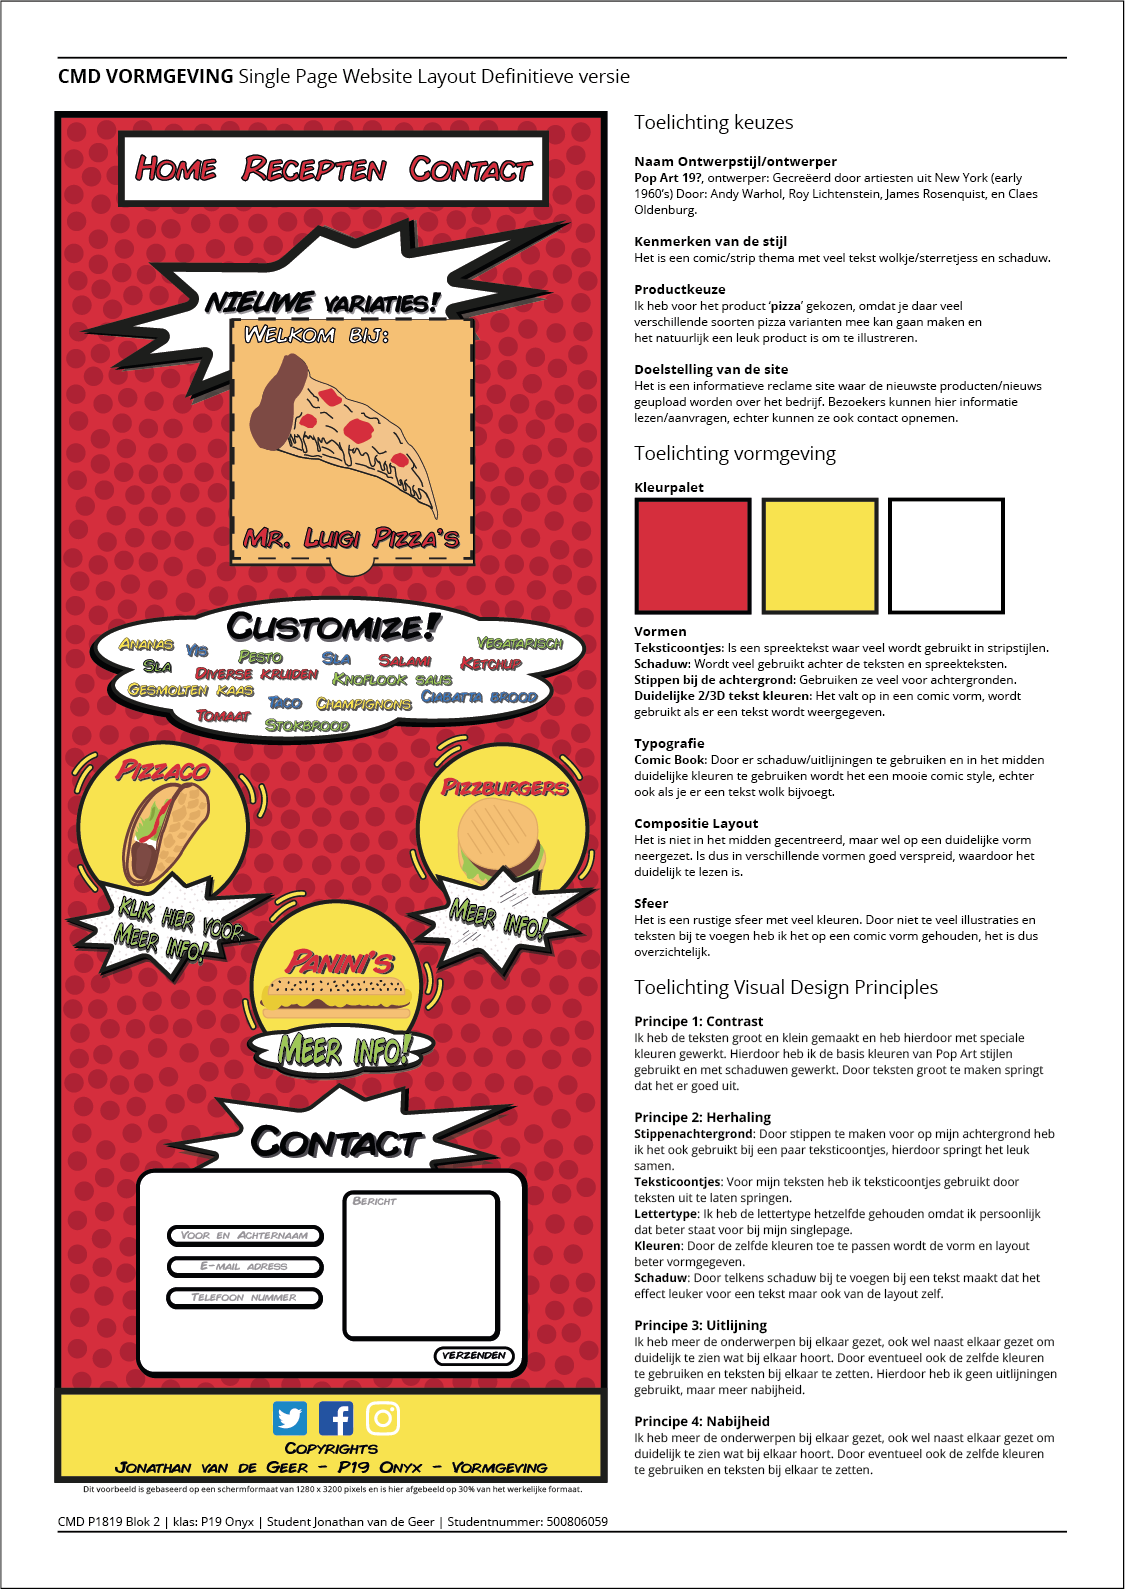 CMD VORMGEVING Single Page Website Layout Definitieve versie
HOME RECEPTEN CONTACT
NIEUWE VARIATIES!
WELKOM BIJ:
MR. LUIGI PIZZA'S
CUSTOMIZE!
ANANAS VIS PESTO SLA SALAMI VEGATARISCH
SLA DIVERSE KRUIDEN KNOFLOOK SAUS KETCHUP
GESMOLTEN KAAS TACO CHAMPIGNONS CIABATTA BROOD
TOMAAT STOKBROOD
PIZZACO
KLIK HIER VOOR
MEER INFO!
PIZZBURGERS
MEER INFO!
PANINI'S
MEER INFO!
CONTACT
VOOR EN ACHTERNAAM
E-MAIL ADRESS
TELEFOON NUMMER
BERICHT
VERZENDEN
COPYRIGHTS
JONATHAN VAN DE GEER - P19 ONYX - VORMGEVING
Dit voorbeeld is gebaseerd op een schermformaat van 1280 x 3200 pixels en is hier afgebeeld op 30% van het werkelijke formaat.
Toelichting keuzes
Naam Ontwerpstijl/ontwerper
Pop Art 19?, ontwerper: Gecreëerd door artiesten uit New York (early
1960's) Door: Andy Warhol, Roy Lichtenstein, James Rosenquist, en Claes
Oldenburg.
Kenmerken van de stijl
Het is een comic/strip thema met veel tekst wolkje/sterretjess en schaduw.
Productkeuze
Ik heb voor het product 'pizza' gekozen, omdat je daar veel
verschillende soorten pizza varianten mee kan gaan maken en
het natuurlijk een leuk product is om te illustreren.
Doelstelling van de site
Het is een informatieve reclame site waar de nieuwste producten/nieuws
geupload worden over het bedrijf. Bezoekers kunnen hier informatie
lezen/aanvragen, echter kunnen ze ook contact opnemen.
Toelichting vormgeving
Kleurpalet
Vormen
Teksticoontjes: Is een spreektekst waar veel wordt gebruikt in stripstijlen.
Schaduw: Wordt veel gebruikt achter de teksten en spreekteksten.
Stippen bij de achtergrond: Gebruiken ze veel voor achtergronden.
Duidelijke 2/3D tekst kleuren: Het valt op in een comic vorm, wordt
gebruikt als er een tekst wordt weergegeven.
Typografie
Comic Book: Door er schaduw/uitlijningen te gebruiken en in het midden
duidelijke kleuren te gebruiken wordt het een mooie comic style, echter
ook als je er een tekst wolk bijvoegt.
Compositie Layout
Het is niet in het midden gecentreerd, maar wel op een duidelijke vorm
neergezet. Is dus in verschillende vormen goed verspreid, waardoor het
duidelijk te lezen is.
Sfeer
Het is een rustige sfeer met veel kleuren. Door niet te veel illustraties en
teksten bij te voegen heb ik het op een comic vorm gehouden, het is dus
overzichtelijk.
Toelichting Visual Design Principles
Principe 1: Contrast
Ik heb de teksten groot en klein gemaakt en heb hierdoor met speciale
kleuren gewerkt. Hierdoor heb ik de basis kleuren van Pop Art stijlen
gebruikt en met schaduwen gewerkt. Door teksten groot te maken springt
dat het er goed uit.
Principe 2: Herhaling
Stippenachtergrond: Door stippen te maken voor op mijn achtergrond heb
ik het ook gebruikt bij een paar teksticoontjes, hierdoor springt het leuk
samen.
Teksticoontjes: Voor mijn teksten heb ik teksticoontjes gebruikt door
teksten uit te laten springen.
Lettertype: Ik heb de lettertype hetzelfde gehouden omdat ik persoonlijk
dat beter staat voor bij mijn singlepage.
Kleuren: Door de zelfde kleuren toe te passen wordt de vorm en layout
beter vormgegeven.
Schaduw: Door telkens schaduw bij te voegen bij een tekst maakt dat het
effect leuker voor een tekst maar ook van de layout zelf.
Principe 3: Uitlijning
Ik heb meer de onderwerpen bij elkaar gezet, ook wel naast elkaar gezet om
duidelijk te zien wat bij elkaar hoort. Door eventueel ook de zelfde kleuren
te gebruiken en teksten bij elkaar te zetten. Hierdoor heb ik geen uitlijningen
gebruikt, maar meer nabijheid.
Principe 4: Nabijheid
Ik heb meer de onderwerpen bij elkaar gezet, ook wel naast elkaar gezet om
duidelijk te zien wat bij elkaar hoort. Door eventueel ook de zelfde kleuren
te gebruiken en teksten bij elkaar te zetten.
CMD P1819 Blok 2 | klas: P19 Onyx | Student Jonathan van de Geer | Studentnummer: 500806059